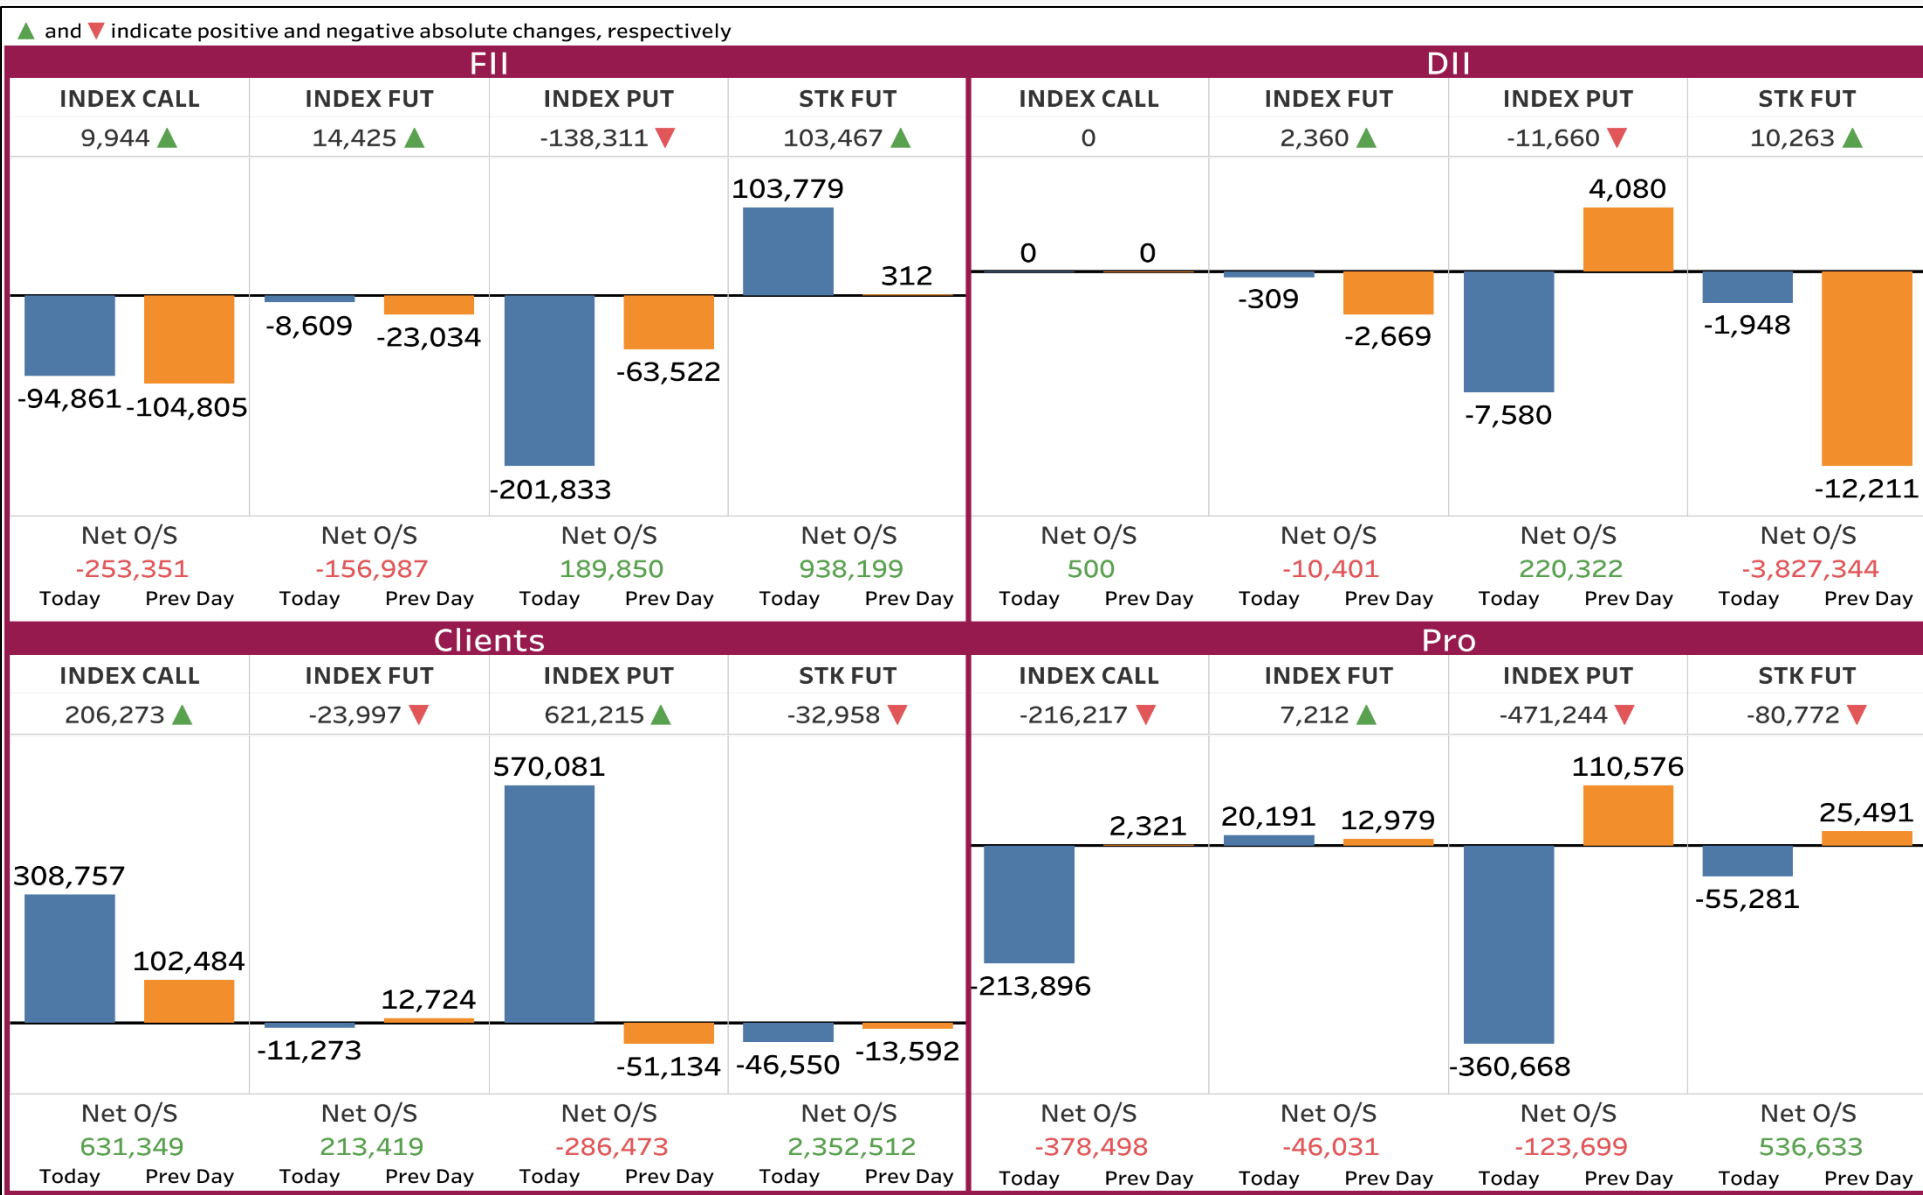 ▲ and ▼ indicate positive and negative absolute changes, respectively
FII
INDEX CALL INDEX FUT INDEX PUT STK FUT
9,944 ▲ 14,425 ▲ -138,311 ▼ 103,467 ▲
103,779
312
-8,609 -23,034
-63,522
-94,861 -104,805
-201,833
Net O/S Net O/S Net O/S Net O/S
-253,351 -156,987 189,850 938,199
Today Prev Day Today Prev Day Today Prev Day Today Prev Day
DII
INDEX CALL INDEX FUT INDEX PUT STK FUT
0 2,360 ▲ -11,660 ▼ 10,263 ▲
4,080
0 0
-309 -2,669 -1,948
-7,580
-12,211
Net O/S Net O/S Net O/S Net O/S
500 -10,401 220,322 -3,827,344
Today Prev Day Today Prev Day Today Prev Day Today Prev Day
Clients
INDEX CALL INDEX FUT INDEX PUT STK FUT
206,273 ▲ -23,997 ▼ 621,215 ▲ -32,958 ▼
570,081
308,757
102,484
12,724
-11,273 -51,134 -46,550 -13,592
Net O/S Net O/S Net O/S Net O/S
631,349 213,419 -286,473 2,352,512
Today Prev Day Today Prev Day Today Prev Day Today Prev Day
Pro
INDEX CALL INDEX FUT INDEX PUT STK FUT
-216,217 ▼ 7,212 ▲ -471,244 ▼ -80,772 ▼
110,576
2,321 20,191 12,979 25,491
-55,281
-213,896
-360,668
Net O/S Net O/S Net O/S Net O/S
-378,498 -46,031 -123,699 536,633
Today Prev Day Today Prev Day Today Prev Day Today Prev Day